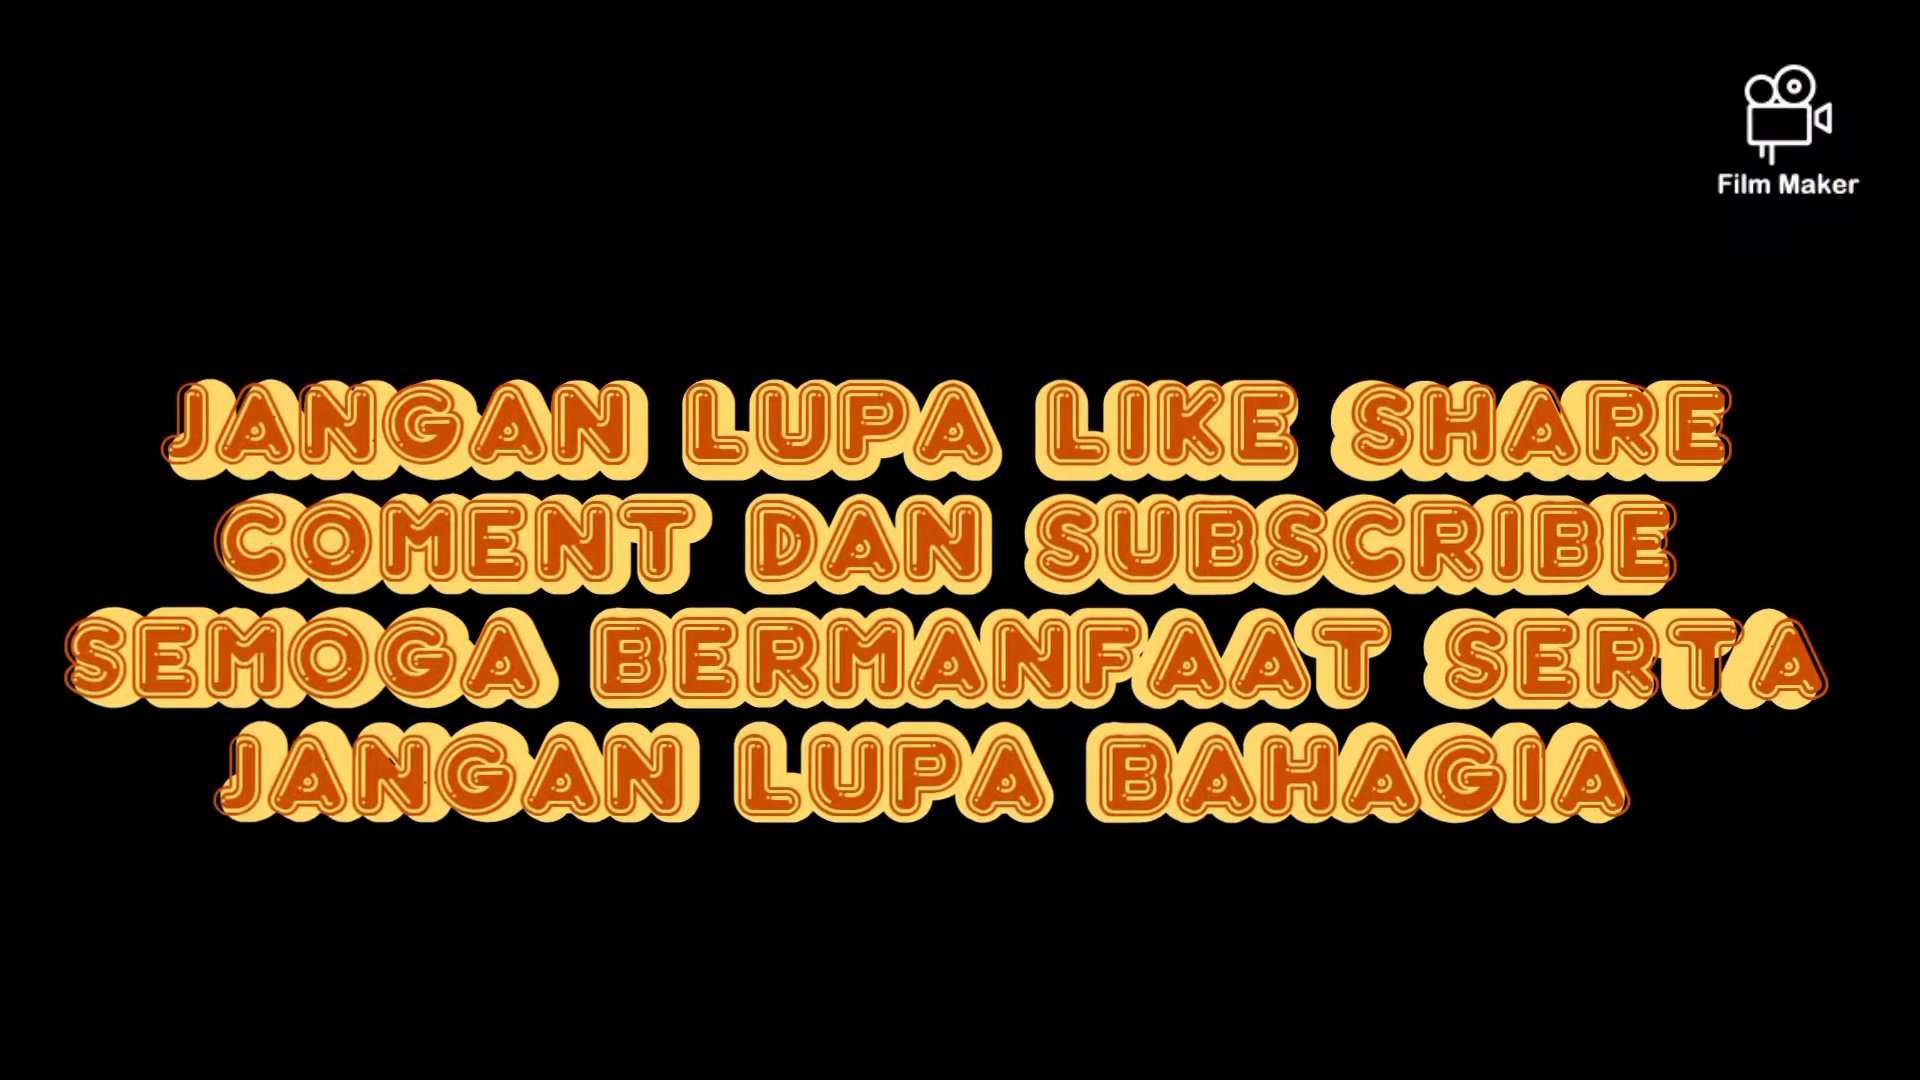 Film Maker
JANGAN LUPA LIKE SHARE
COMENT DAN SUBSCRIBE
SEMOGA BERMANFAAT SERTA
JANGAN LUPA BAHAGIA